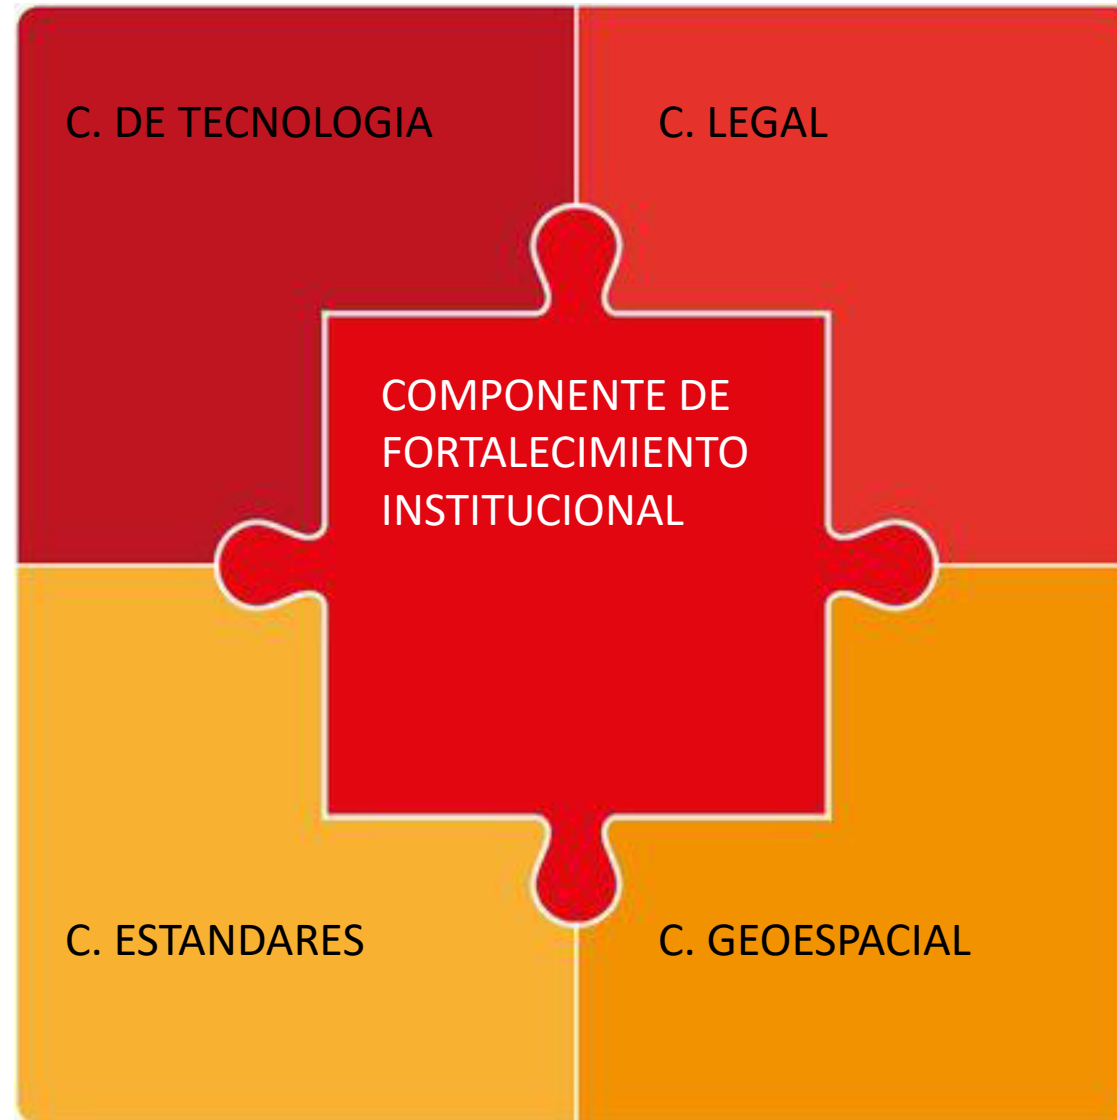 C. DE TECNOLOGIA
C. LEGAL
COMPONENTE DE
FORTALECIMIENTO
INSTITUCIONAL
C. ESTANDARES
C. GEOESPACIAL